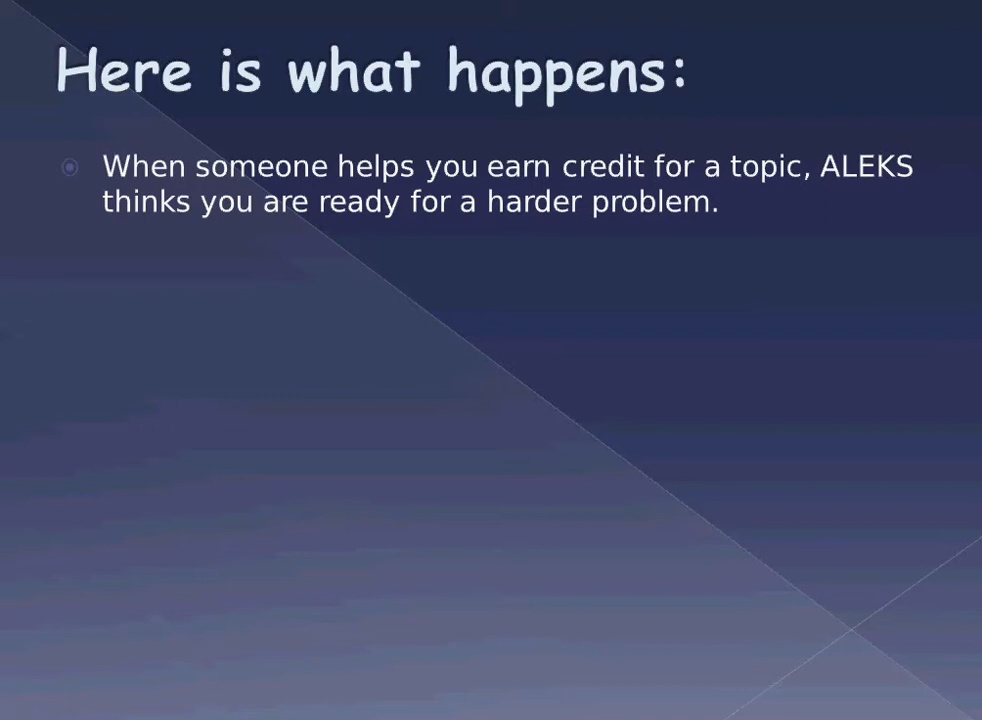 Here is what happens:
When someone helps you earn credit for a topic, ALEKS
thinks you are ready for a harder problem.